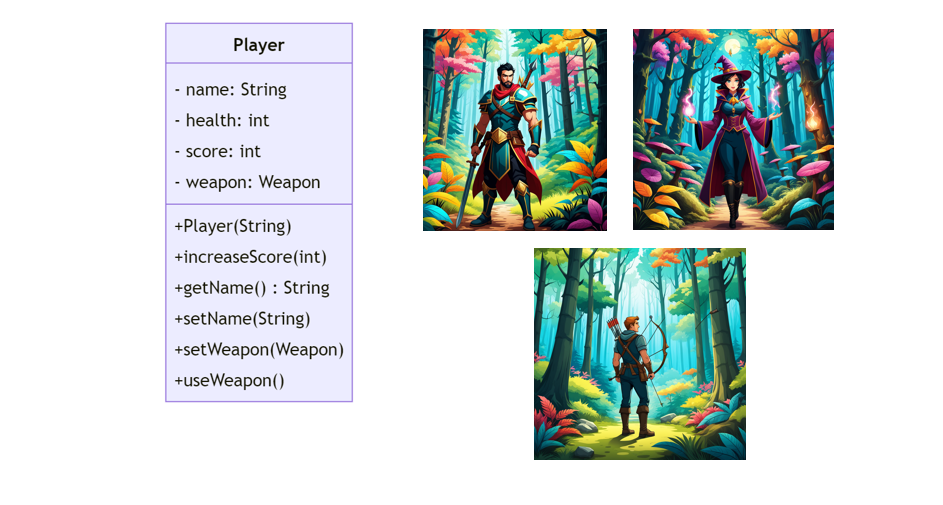 Player
- name: String
- health: int
- score: int
- weapon: Weapon
+Player(String)
+increaseScore(int)
+getName() : String
+setName(String)
+setWeapon(Weapon)
+useWeapon()